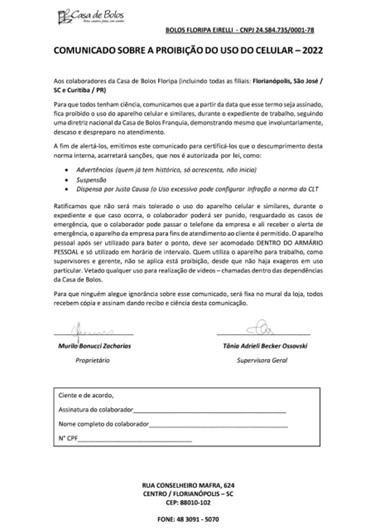 Casa de Bolos
BOLOS FLORIPA EIRELLI - CNPJ 24.584.735/0001-78
COMUNICADO SOBRE A PROIBIÇÃO DO USO DO CELULAR – 2022
Aos colaboradores da Casa de Bolos Floripa (incluindo todas as filiais: Florianópolis, São José /
SC e Curitiba / PR)
Para que todos tenham ciência, comunicamos que a partir da data que esse termo seja assinado,
fica proibido o uso do aparelho celular e similares, durante o expediente de trabalho, seguindo
uma diretriz nacional da Casa de Bolos Franquia, demonstrando mesmo que involuntariamente,
descaso e despreparo no atendimento.
A fim de alertá-los, emitimos este comunicado para certificá-los que o descumprimento desta
norma interna, acarretará sanções, que nos é autorizada por lei, como:
• Advertências (quem já tem histórico, só acrescenta, não inicia)
• Suspensão
• Dispensa por Justa Causa (o Uso excessivo pode configurar infração a norma da CLT
Ratificamos que não será mais tolerado o uso do aparelho celular e similares, durante o
expediente e que caso ocorra, o colaborador poderá ser punido, resguardado os casos de
emergência, que o colaborador pode passar o telefone da empresa e ali receber o alerta de
emergência, o aparelho da empresa para fins de atendimento ao cliente é permitido. O aparelho
pessoal após ser utilizado para bater o ponto, deve ser acomodado DENTRO DO ARMÁRIO
PESSOAL e só utilizado em horário de intervalo. Quem utiliza o aparelho para trabalho, como
supervisores e gerente, não se aplica está proibição, desde que não haja exageros em uso
particular. Vetado qualquer uso para realização de vídeos – chamadas dentro das dependências
da Casa de Bolos.
Para que ninguém alegue ignorância sobre esse comunicado, será fixa no mural da loja, todos
recebem cópia e assinam dando recibo e ciência desta comunicação.
Murilo Bonucci Zacharias Tânia Adrieli Becker Ossovski
Proprietário Supervisora Geral
Ciente e de acordo,
Assinatura do colaborador
Nome completo do colaborador
N° CPF
RUA CONSELHEIRO MAFRA, 624
CENTRO / FLORIANÓPOLIS – SC
CEP: 88010-102
FONE: 48 3091 - 5070